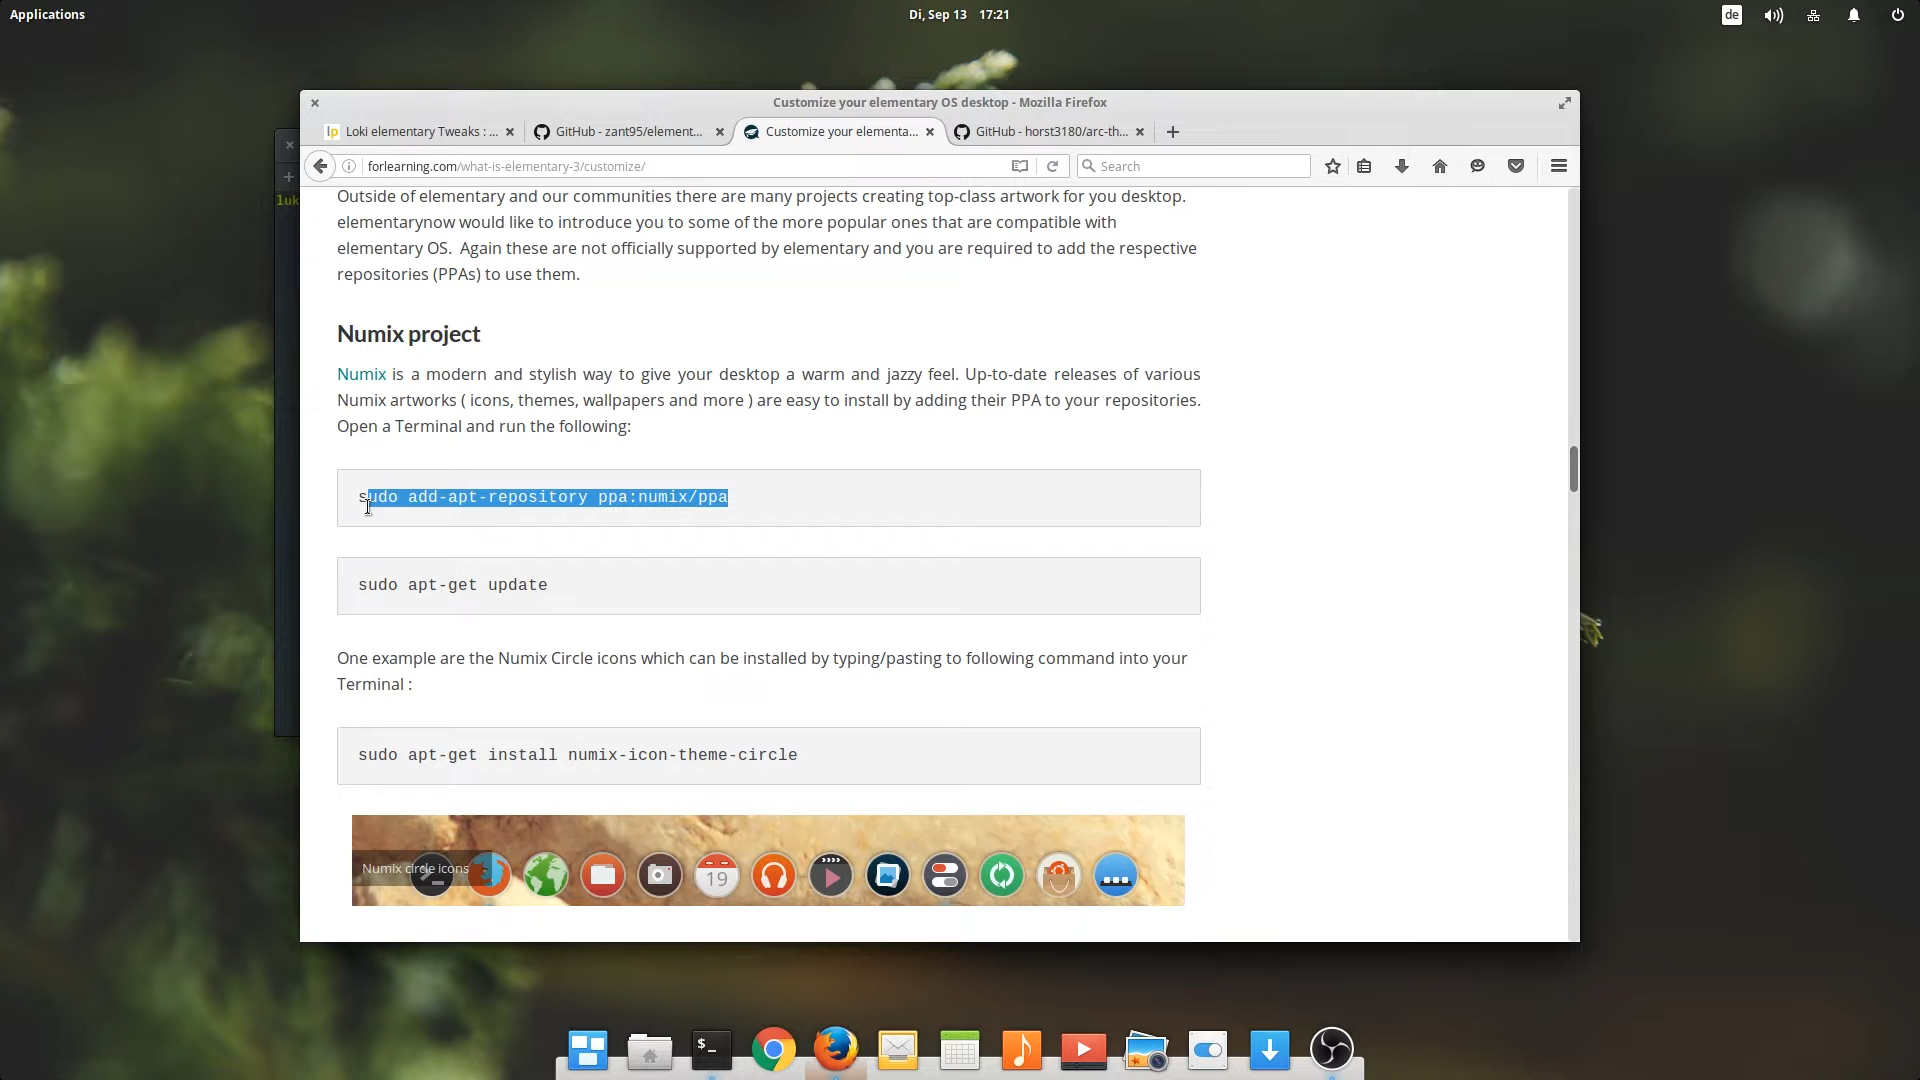 Applications
Di, Sep 13 17:21
de
Customize your elementary OS desktop - Mozilla Firefox
lp Loki elementary Tweaks : ...
GitHub - zant95/element...
Customize your elementa...
GitHub - horst3180/arc-th...
forlearning.com/what-is-elementary-3/customize/
Search
luk
Outside of elementary and our communities there are many projects creating top-class artwork for you desktop.
elementarynow would like to introduce you to some of the more popular ones that are compatible with
elementary OS. Again these are not officially supported by elementary and you are required to add the respective
repositories (PPAs) to use them.
Numix project
Numix is a modern and stylish way to give your desktop a warm and jazzy feel. Up-to-date releases of various
Numix artworks ( icons, themes, wallpapers and more ) are easy to install by adding their PPA to your repositories.
Open a Terminal and run the following:
sudo add-apt-repository ppa:numix/ppa
sudo apt-get update
One example are the Numix Circle icons which can be installed by typing/pasting to following command into your
Terminal :
sudo apt-get install numix-icon-theme-circle
Numix circle icons
19
$_